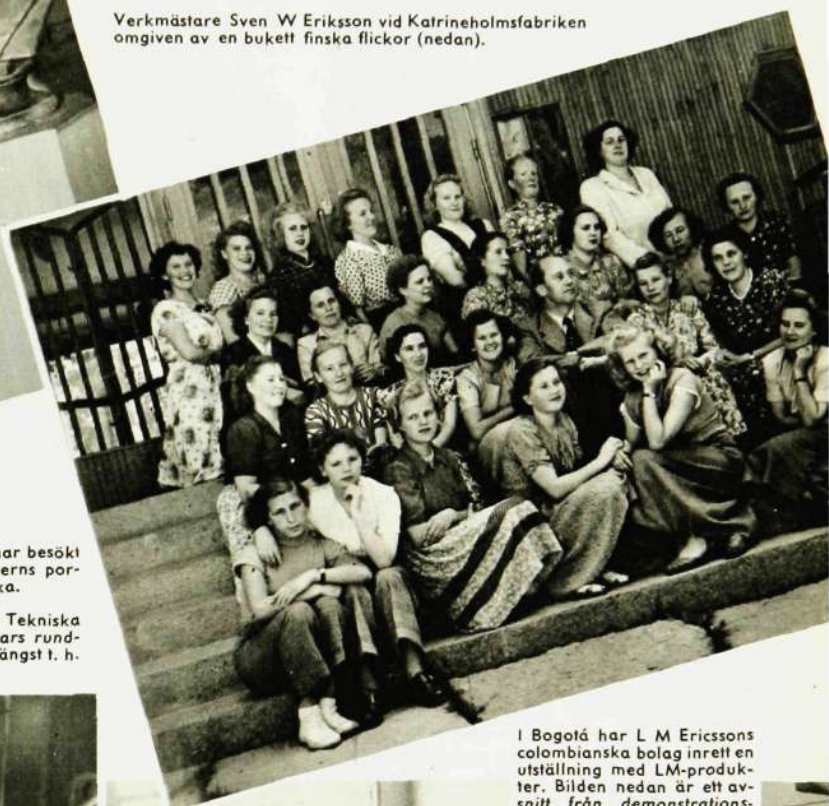 Verkmästare Sven W Eriksson vid Katrineholmsfabriken
omgiven av en bukett finska flickor (nedan).
har besökt
erns por-
ka.
Tekniska
ars rund-
ängst t. h.
I Bogotá har L M Ericssons
colombianska bolag inrett en
utställning med LM-produk-
ter. Bilden nedan är ett av-
snitt från demonstrations-